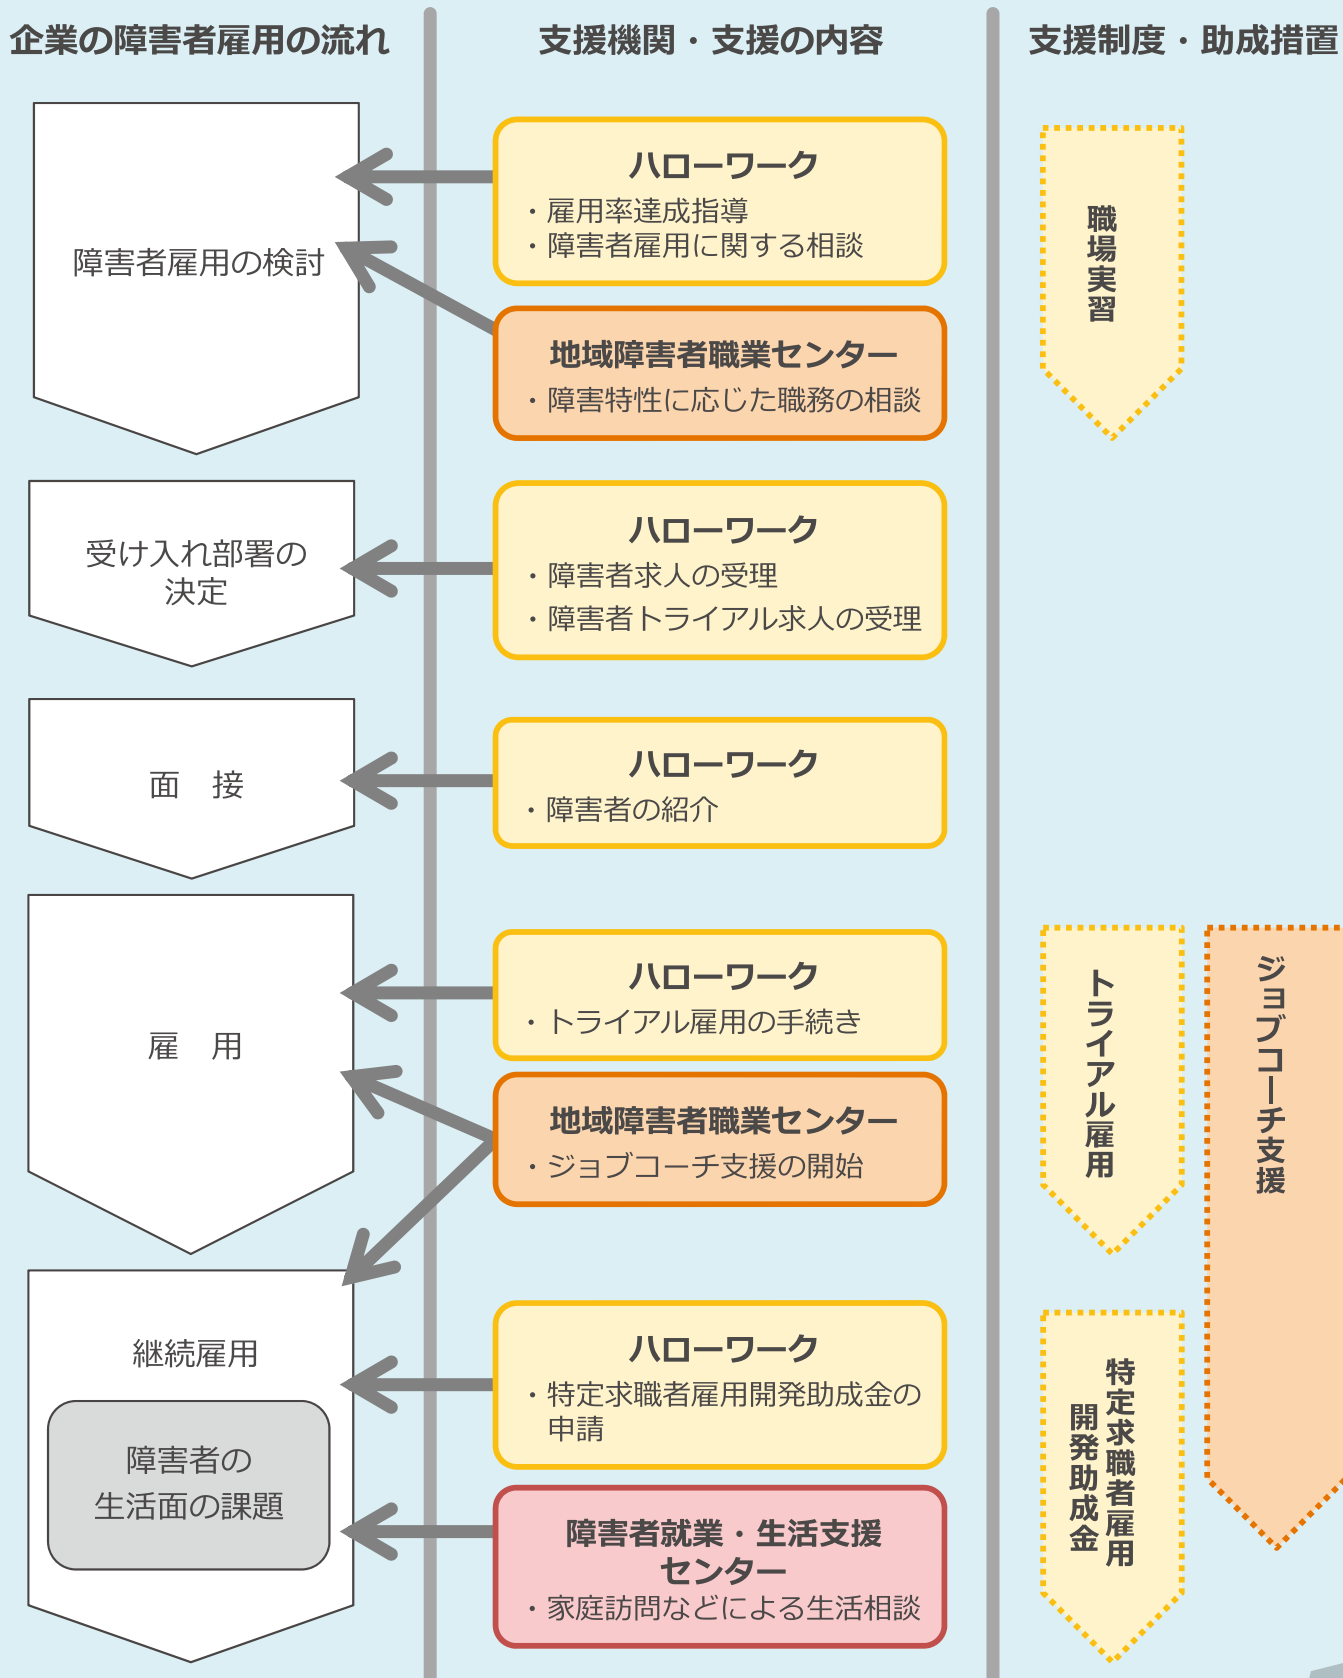 企業の障害者雇用の流れ
支援機関・支援の内容
支援制度・助成措置
障害者雇用の検討
ハローワーク
・雇用率達成指導
・障害者雇用に関する相談
地域障害者職業センター
・障害特性に応じた職務の相談
職場実習
受け入れ部署の
決定
ハローワーク
・障害者求人の受理
・障害者トライアル求人の受理
面　接
ハローワーク
・障害者の紹介
雇　用
ハローワーク
・トライアル雇用の手続き
地域障害者職業センター
・ジョブコーチ支援の開始
トライアル雇用
ジョブコーチ支援
継続雇用
障害者の
生活面の課題
ハローワーク
・特定求職者雇用開発助成金の
申請
障害者就業・生活支援
センター
・家庭訪問などによる生活相談
特定求職者雇用
開発助成金